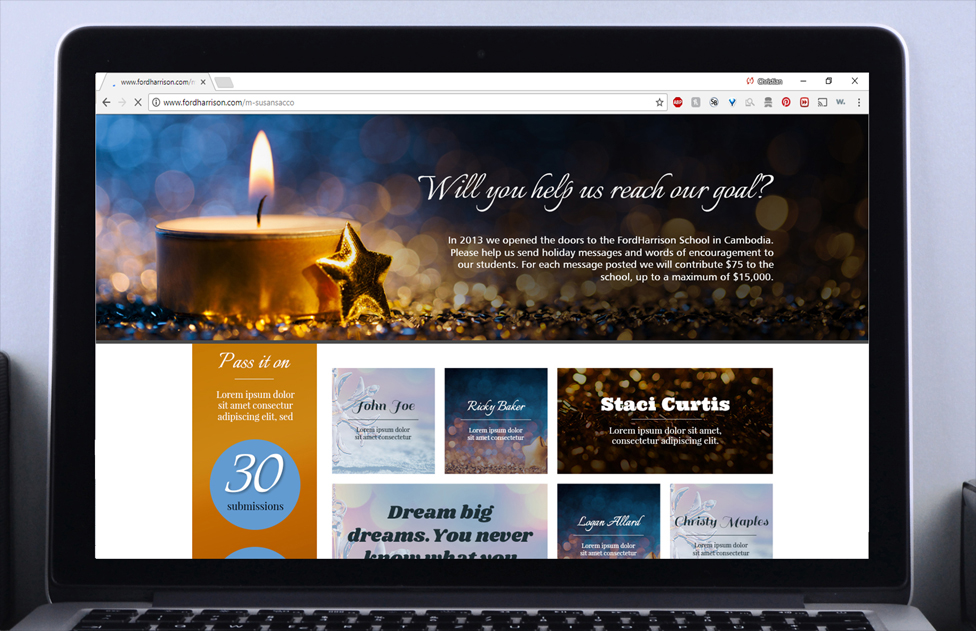 www.fordharrison.com/m
Christian
www.fordharrison.com/m-susansacco
ABP
W.
Will you help us reach our goal?
In 2013 we opened the doors to the FordHarrison School in Cambodia.
Please help us send holiday messages and words of encouragement to
our students. For each message posted we will contribute $75 to the
school, up to a maximum of $15,000.
Pass it on
Lorem ipsum dolor
sit amet consectur
adipiscing elit, sed
30
submissions
John Joe
Lorem ipsum dolor
sit amet consectetur
Ricky Baker
Lorem ipsum dolor
sit amet consectetur
Staci Curtis
Lorem ipsum dolor sit amet,
consectetur adipiscing elit.
Dream big
dreams. You never
know what you
Logan Allard
Lorem ipsum dolor
sit amet consectetur
Christy Maples
Lorem ipsum dolor
sit amet consectetur